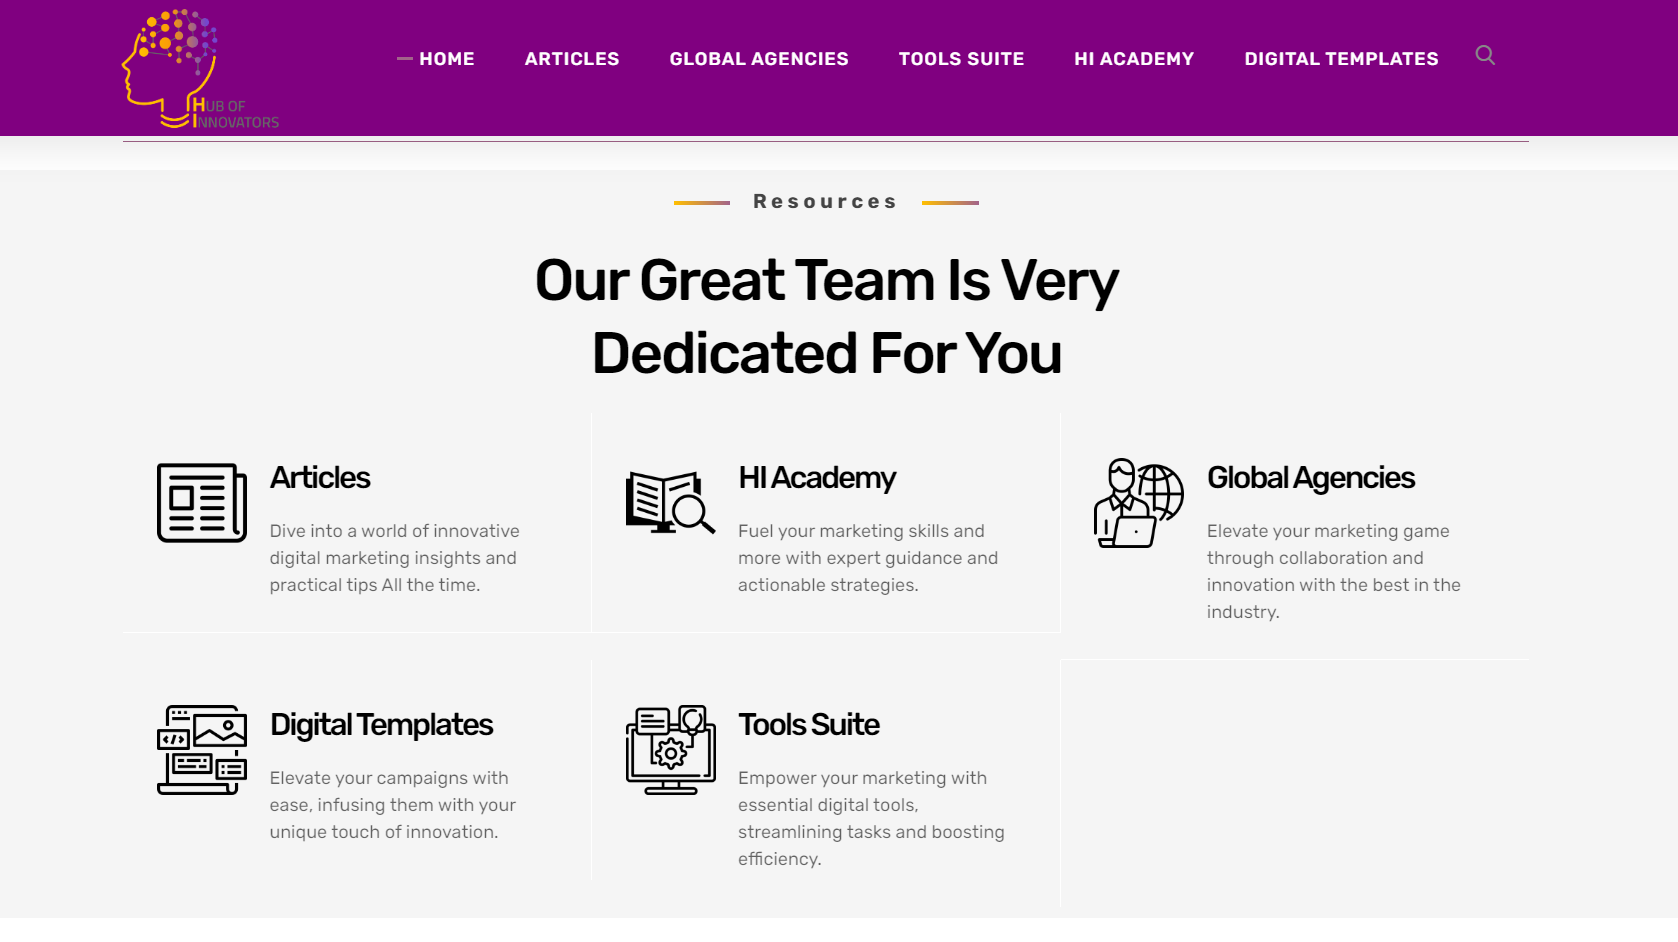 HUB OF
INNOVATORS
HOME ARTICLES GLOBAL AGENCIES TOOLS SUITE HI ACADEMY DIGITAL TEMPLATES
Resources
Our Great Team Is Very
Dedicated For You
Articles
Dive into a world of innovative
digital marketing insights and
practical tips All the time.
HI Academy
Fuel your marketing skills and
more with expert guidance and
actionable strategies.
Global Agencies
Elevate your marketing game
through collaboration and
innovation with the best in the
industry.
Digital Templates
Elevate your campaigns with
ease, infusing them with your
unique touch of innovation.
Tools Suite
Empower your marketing with
essential digital tools,
streamlining tasks and boosting
efficiency.